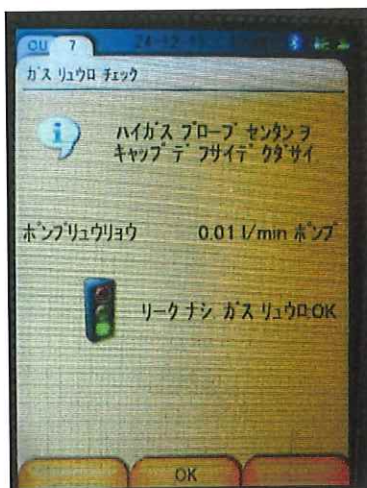 CU 7
ガス リュウロ チェック
ハイガス プローブ センタン ヲ
キャップ デ フサイデ クダサイ
ポンプリュウリョウ 0.01 l/min ポンプ
リーク ナシ. ガス リュウロ OK
OK